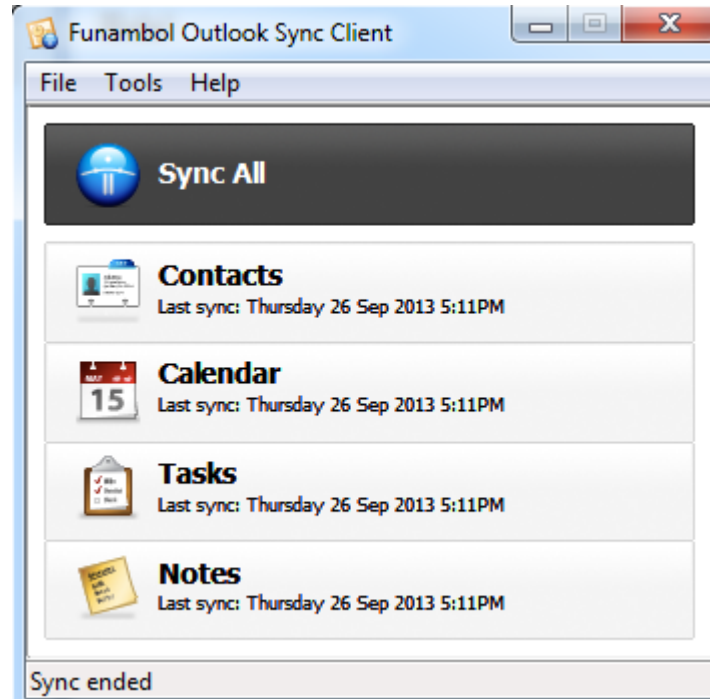 Funambol Outlook Sync Client
File Tools Help
Sync All
Contacts
Last sync: Thursday 26 Sep 2013 5:11PM
MAY
15
Calendar
Last sync: Thursday 26 Sep 2013 5:11PM
Tasks
Last sync: Thursday 26 Sep 2013 5:11PM
Notes
Last sync: Thursday 26 Sep 2013 5:11PM
Sync ended